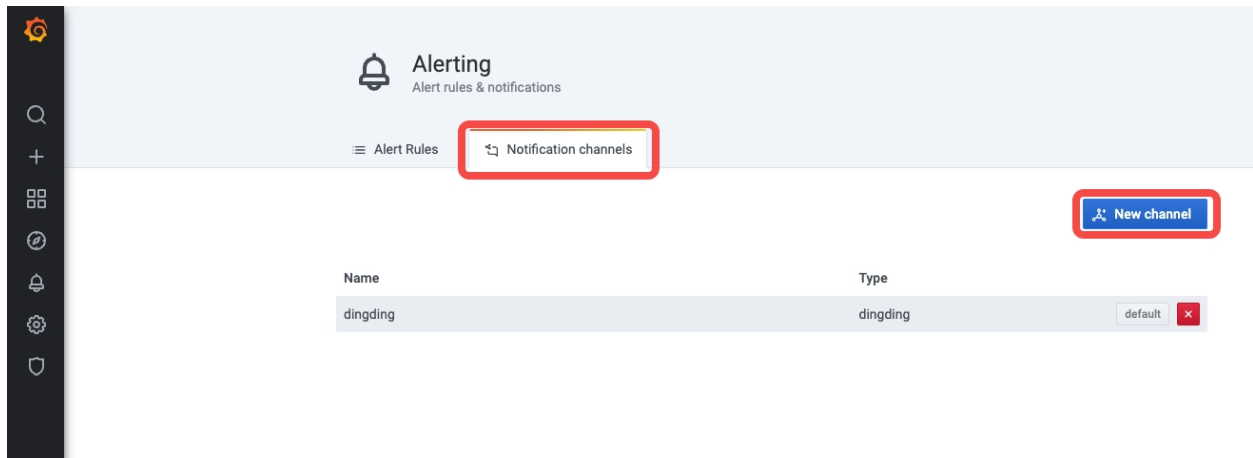 Alerting
Alert rules & notifications
Alert Rules
Notification channels
New channel
Name Type
dingding dingding default